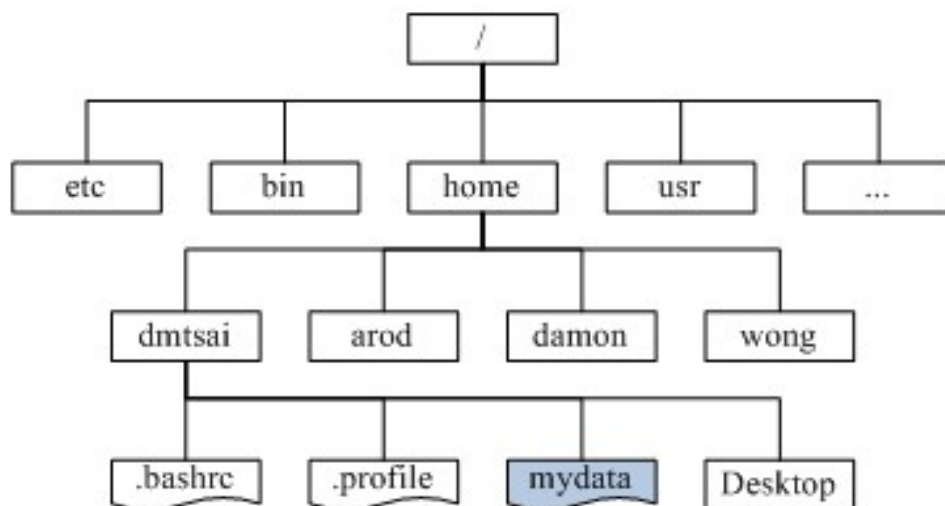 /
etc bin home usr ...
dmtsai arod damon wong
.bashrc .profile mydata Desktop